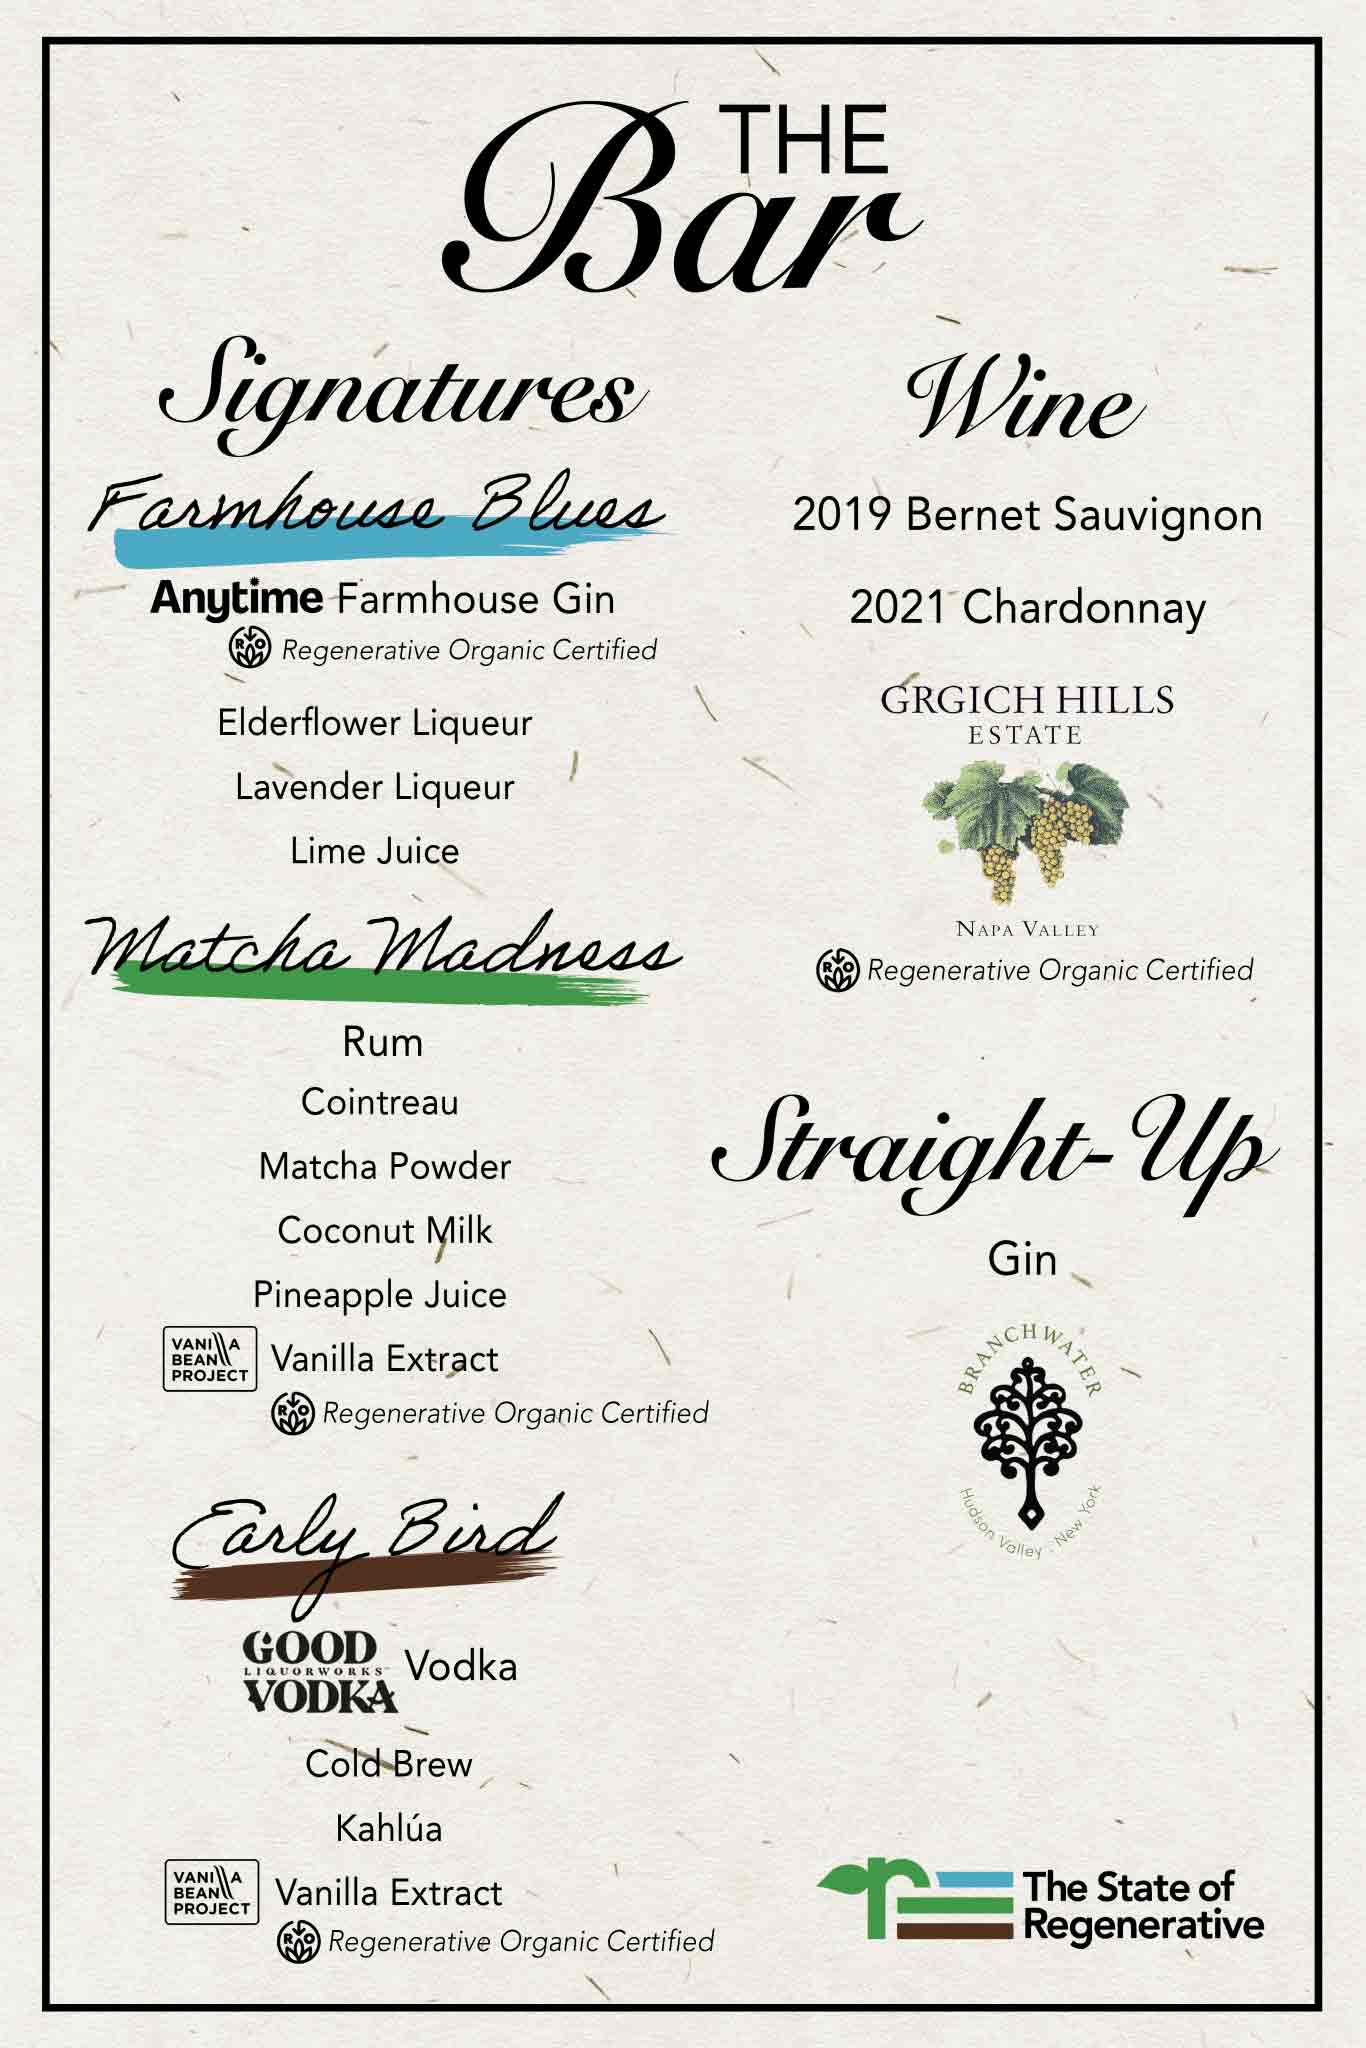 THE
Bar
Signatures
Farmhouse Blues
Anytime Farmhouse Gin
RO Regenerative Organic Certified
Elderflower Liqueur
Lavender Liqueur
Lime Juice
Matcha Madness
Rum
Cointreau
Matcha Powder
Coconut Milk
Pineapple Juice
VANILLA
BEAN
PROJECT
Vanilla Extract
RO Regenerative Organic Certified
Early Bird
GOOD
LIQUORWORKS
VODKA
Vodka
Cold Brew
Kahlúa
VANILLA
BEAN
PROJECT
Vanilla Extract
RO Regenerative Organic Certified
Wine
2019 Bernet Sauvignon
2021 Chardonnay
GRGICH HILLS
ESTATE
NAPA VALLEY
RO Regenerative Organic Certified
Straight-Up
Gin
BRANCHWATER
Hudson Valley - New York
The State of
Regenerative